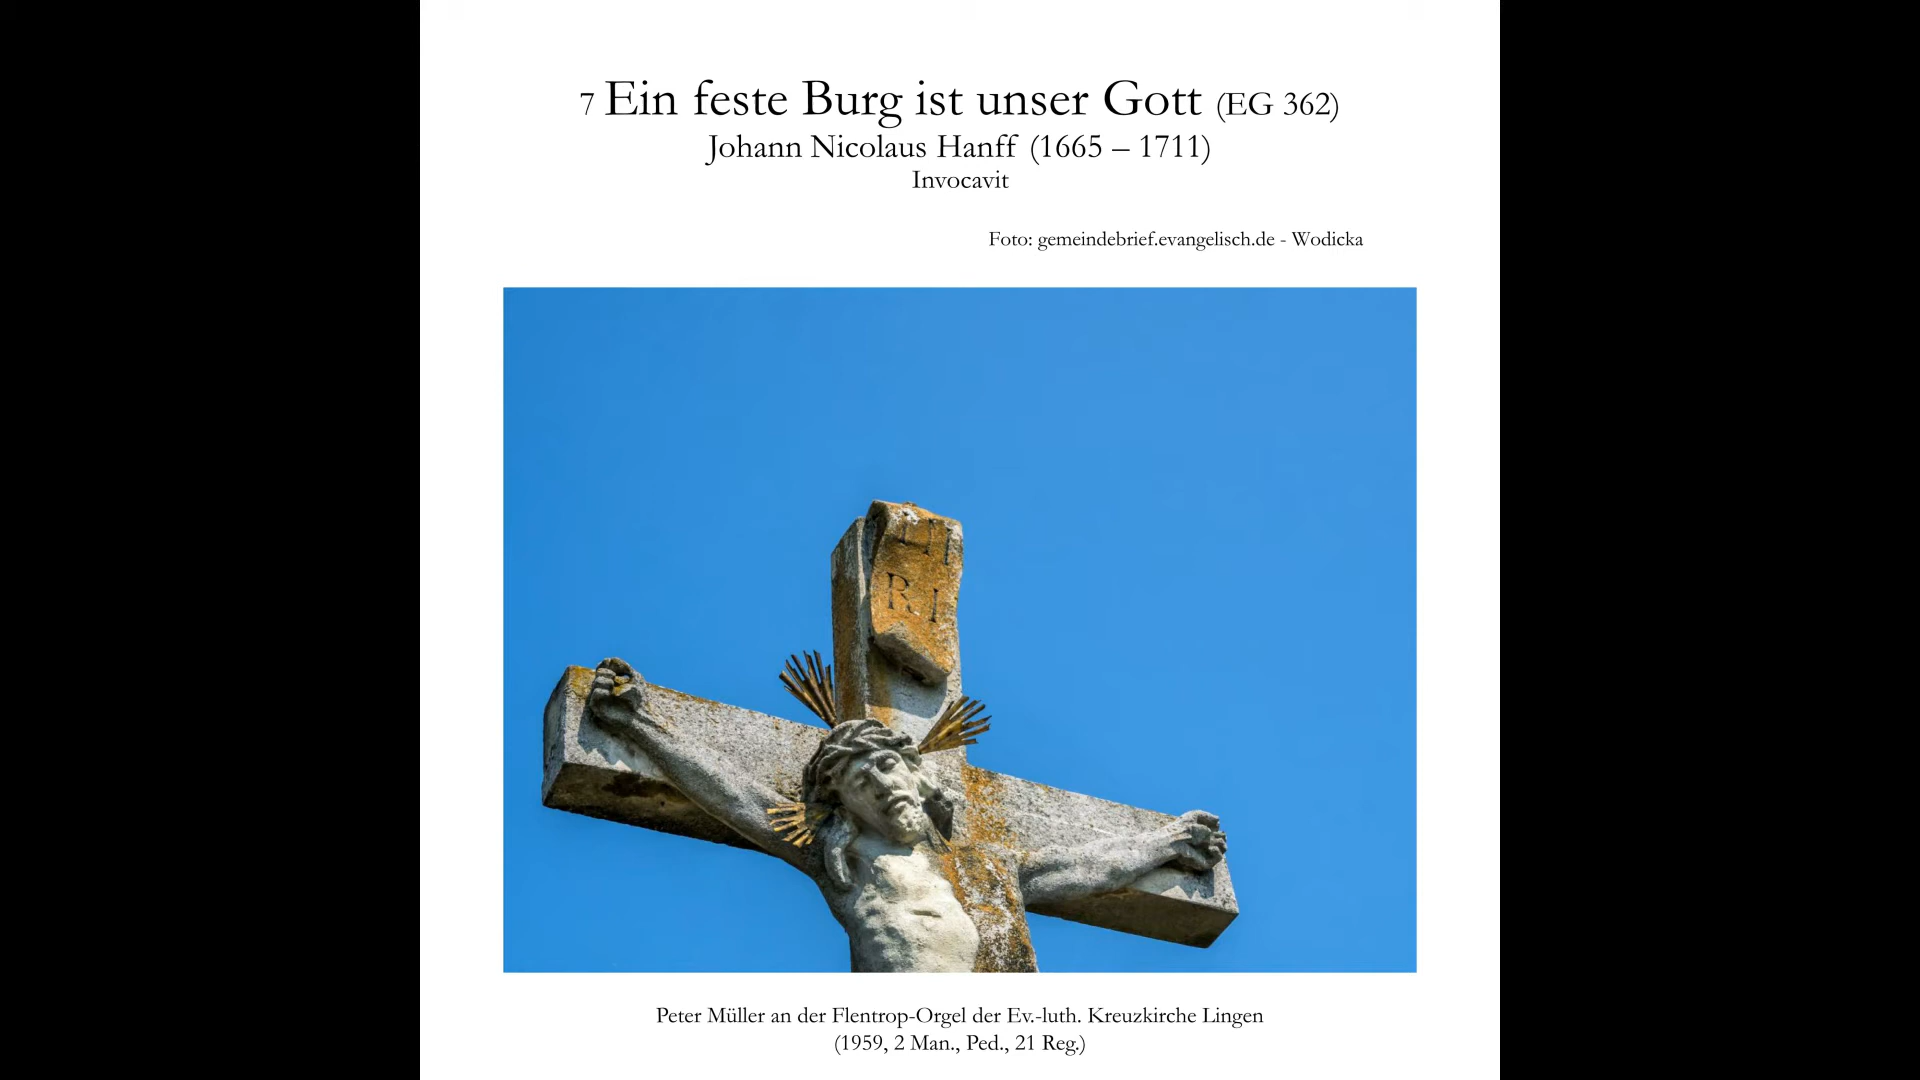 7 Ein feste Burg ist unser Gott (EG 362)
Johann Nicolaus Hanff (1665 – 1711)
Invocavit
Foto: gemeindebrief.evangelisch.de - Wodicka
R I
Peter Müller an der Flentrop-Orgel der Ev.-luth. Kreuzkirche Lingen
(1959, 2 Man., Ped., 21 Reg.)